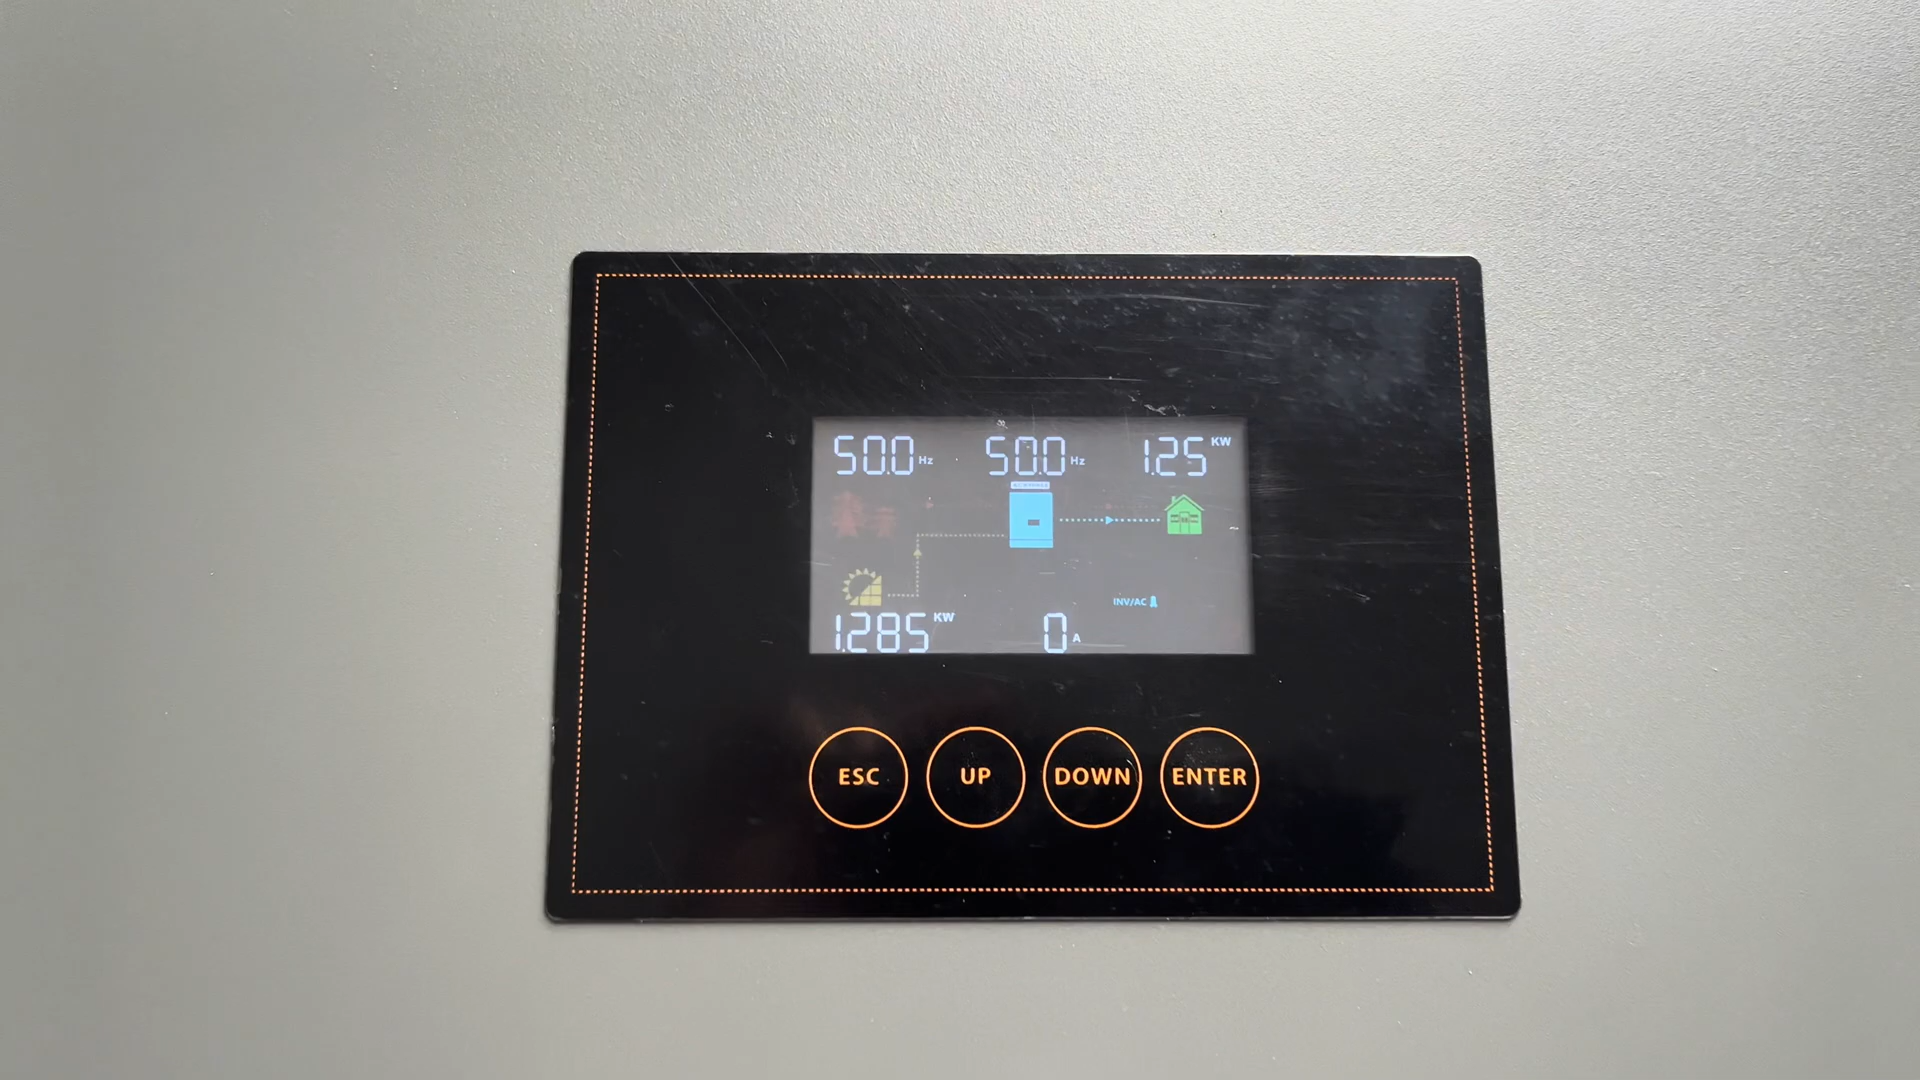 50.0 Hz 50.0 Hz 1.25 KW
INV/AC
1.285 KW 0 A
ESC UP DOWN ENTER